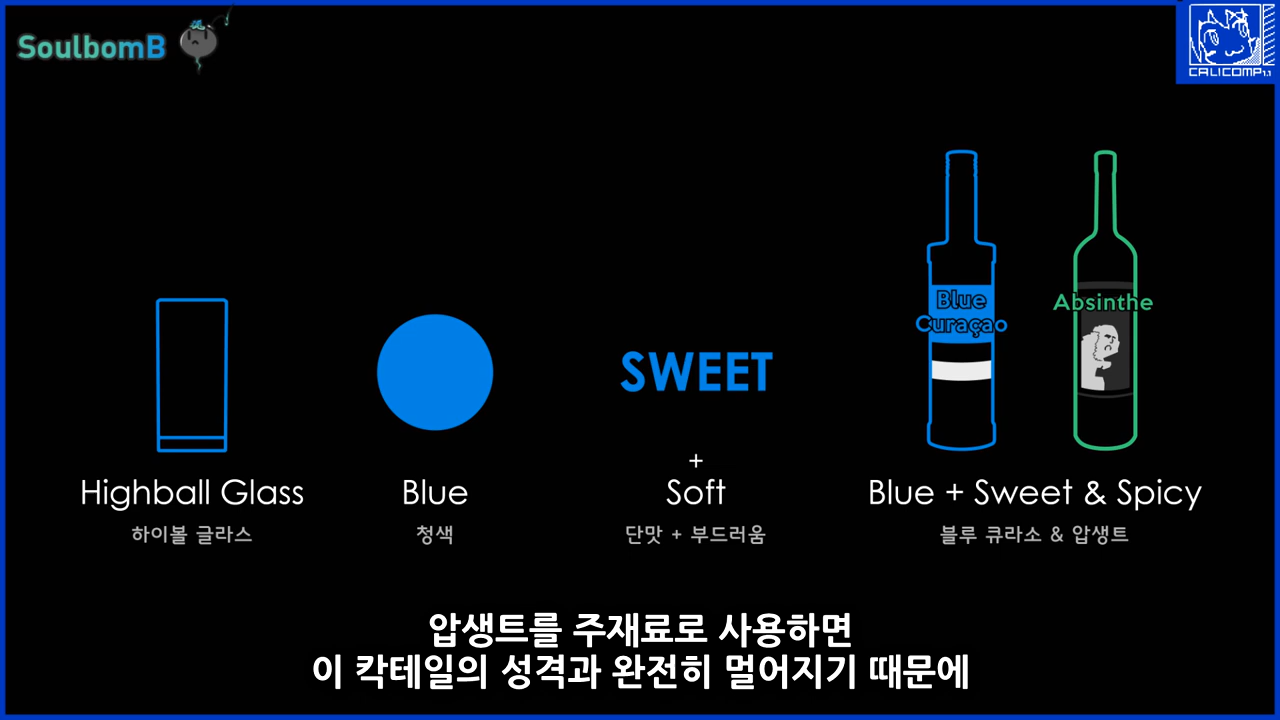 SoulbomB
CALICOMP1.1
Blue
Curaçao
Absinthe
SWEET
+
Highball Glass
Blue
Soft
Blue + Sweet & Spicy
하이볼 글라스
청색
단맛 + 부드러움
블루 큐라소 & 압생트
압생트를 주재료로 사용하면
이 칵테일의 성격과 완전히 멀어지기 때문에